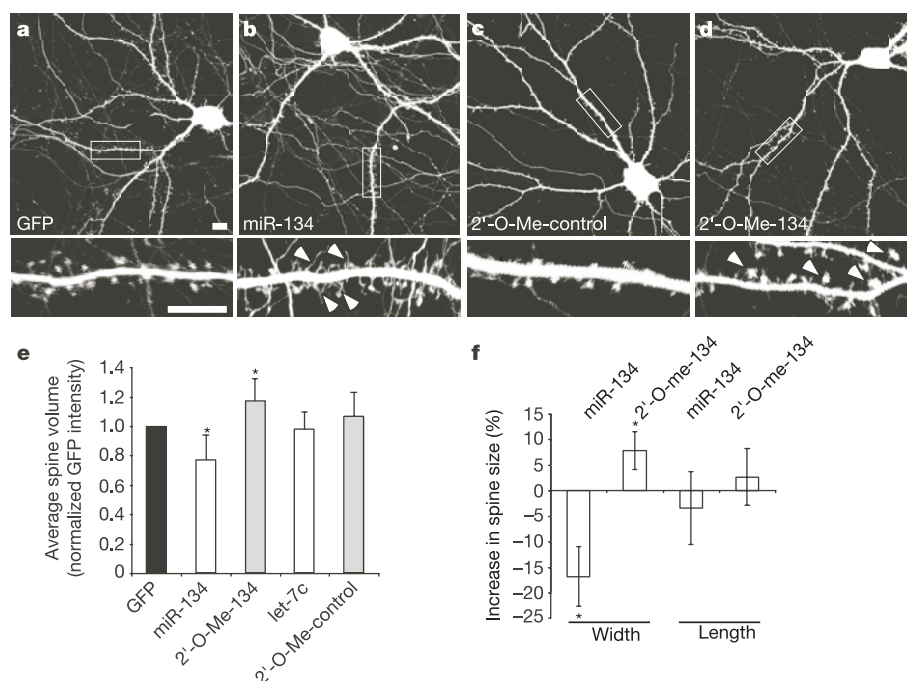 a
GFP
b
miR-134
c
2'-O-Me-control
d
2'-O-Me-134
e
Average spine volume
(normalized GFP intensity)
1.4
1.2
1.0
0.8
0.6
0.4
0.2
0
*
*
GFP
miR-134
2'-O-Me-134
let-7c
2'-O-Me-control
f
miR-134
2'-O-me-134
miR-134
2'-O-me-134
Increase in spine size (%)
15
10
5
0
−5
−10
−15
−20
−25
*
*
Width
Length